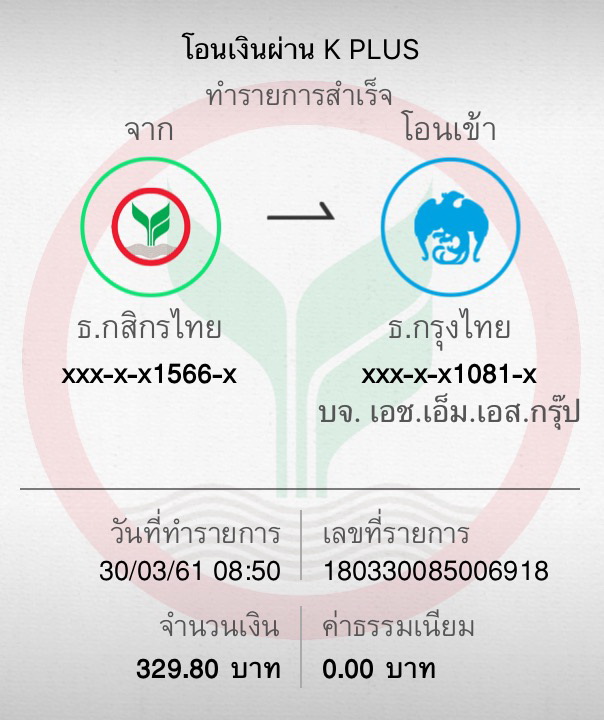 โอนเงินผ่าน K PLUS
ทำรายการสำเร็จ
จาก
โอนเข้า
ธ.กสิกรไทย
ธ.กรุงไทย
xxx-x-x1566-x
xxx-x-x1081-x
บจ. เอช.เอ็ม.เอส.กรุ๊ป
วันที่ทำรายการ
เลขที่รายการ
30/03/61 08:50
180330085006918
จำนวนเงิน
ค่าธรรมเนียม
329.80 บาท
0.00 บาท